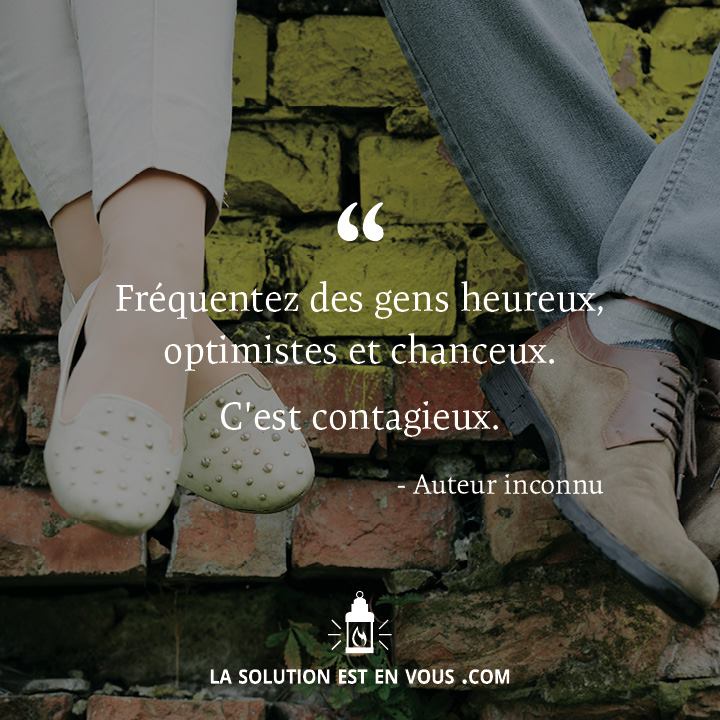 “
Fréquentez des gens heureux,
optimistes et chanceux.
C'est contagieux.
- Auteur inconnu
LA SOLUTION EST EN VOUS .COM